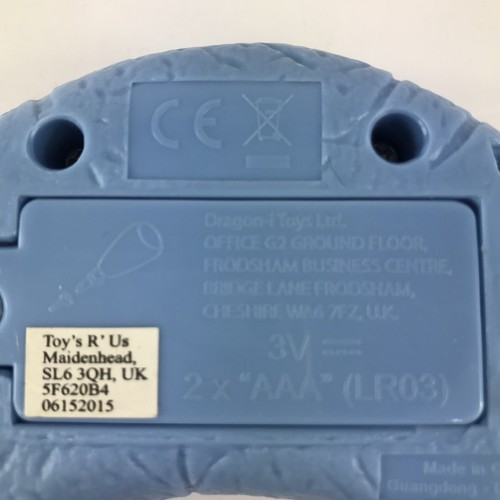 CE
Dragon-i Toys Ltd.
OFFICE G2 GROUND FLOOR,
FRODSHAM BUSINESS CENTRE,
BRIDGE LANE FRODSHAM,
CHESHIRE WA6 7FZ, U.K.
3V
2 x "AAA" (LR03)
Toy's R' Us
Maidenhead,
SL6 3QH, UK
5F620B4
06152015
Made in
Guangdong